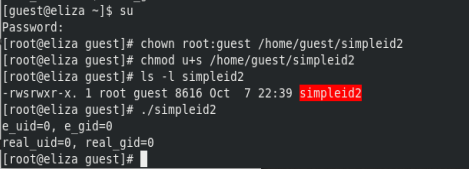 [guest@eliza ~]$ su
Password:
[root@eliza guest]# chown root:guest /home/guest/simpleid2
[root@eliza guest]# chmod u+s /home/guest/simpleid2
[root@eliza guest]# ls -l simpleid2
-rwsrwxr-x. 1 root guest 8616 Oct  7 22:39 simpleid2
[root@eliza guest]# ./simpleid2
e_uid=0, e_gid=0
real_uid=0, real_gid=0
[root@eliza guest]#